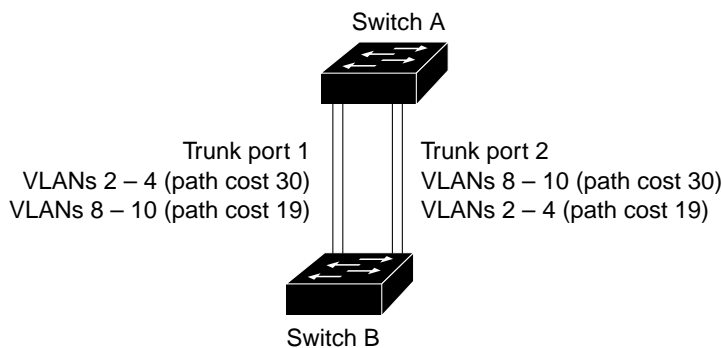 Switch A
Trunk port 1
VLANs 2 – 4 (path cost 30)
VLANs 8 – 10 (path cost 19)
Trunk port 2
VLANs 8 – 10 (path cost 30)
VLANs 2 – 4 (path cost 19)
Switch B